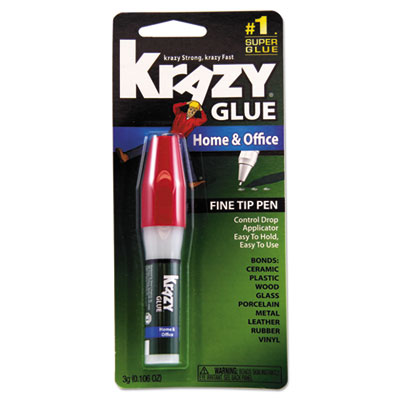 #1
SUPER
GLUE
krazy Strong, krazy Fast
KRAZY
GLUE
Home & Office
FINE TIP PEN
Control Drop
Applicator
Easy To Hold,
Easy To Use
BONDS:
CERAMIC
PLASTIC
WOOD
GLASS
PORCELAIN
METAL
LEATHER
RUBBER
VINYL
KRAZY
GLUE
Home &
Office
3g (0.106 OZ)
WARNING: